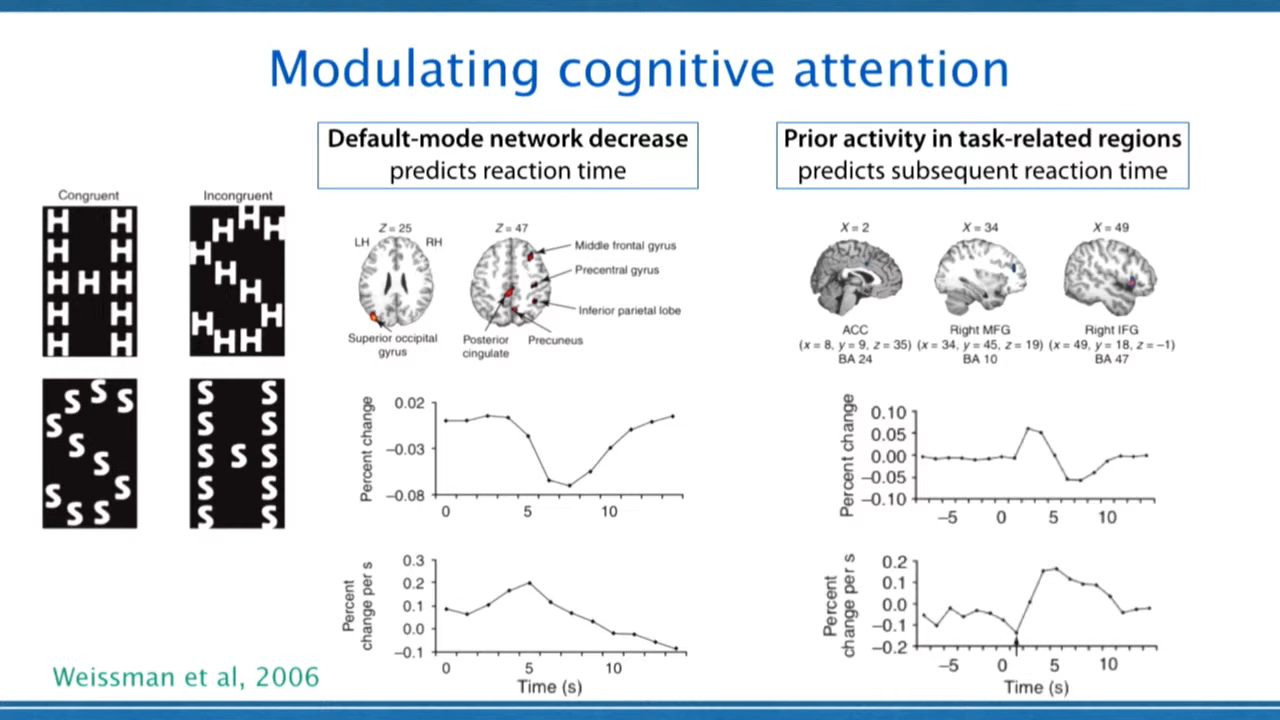 Modulating cognitive attention
Default-mode network decrease
predicts reaction time
Prior activity in task-related regions
predicts subsequent reaction time
Congruent
Incongruent
H H
H H
H H H
H H
H H
H
H H
H
H
H
H
H
H
H H
S
S S
S
S
S
S S
S S
S S
S S
S S S
S S
S S
Z = 25
LH
RH
Superior occipital
gyrus
Z = 47
Middle frontal gyrus
Precentral gyrus
Inferior parietal lobe
Posterior
cingulate
Precuneus
X = 2
ACC
(x = 8, y = 9, z = 35)
BA 24
X = 34
Right MFG
(x = 34, y = 45, z = 19)
BA 10
X = 49
Right IFG
(x = 49, y = 18, z = −1)
BA 47
Percent change
0.02
−0.03
−0.08
0 5 10
Percent
change per s
0.3
0.2
0.1
0.0
−0.1
0 5 10
Time (s)
Percent change
0.10
0.05
0.00
−0.05
−0.10
−5 0 5 10
Percent
change per s
0.2
0.1
0.0
−0.1
−0.2
−5 0 5 10
Time (s)
Weissman et al, 2006